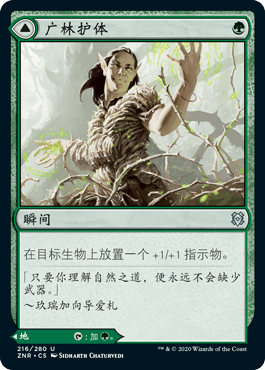 广林护体
瞬间
在目标生物上放置一个 +1/+1 指示物。
「只要你理解自然之道，便永远不会缺少
武器。」
～玖瑞加向导爱札
地 :加 。
216/280 U
ZNR • CS SIDHARTH CHATURVEDI
™ & © 2020 Wizards of the Coast